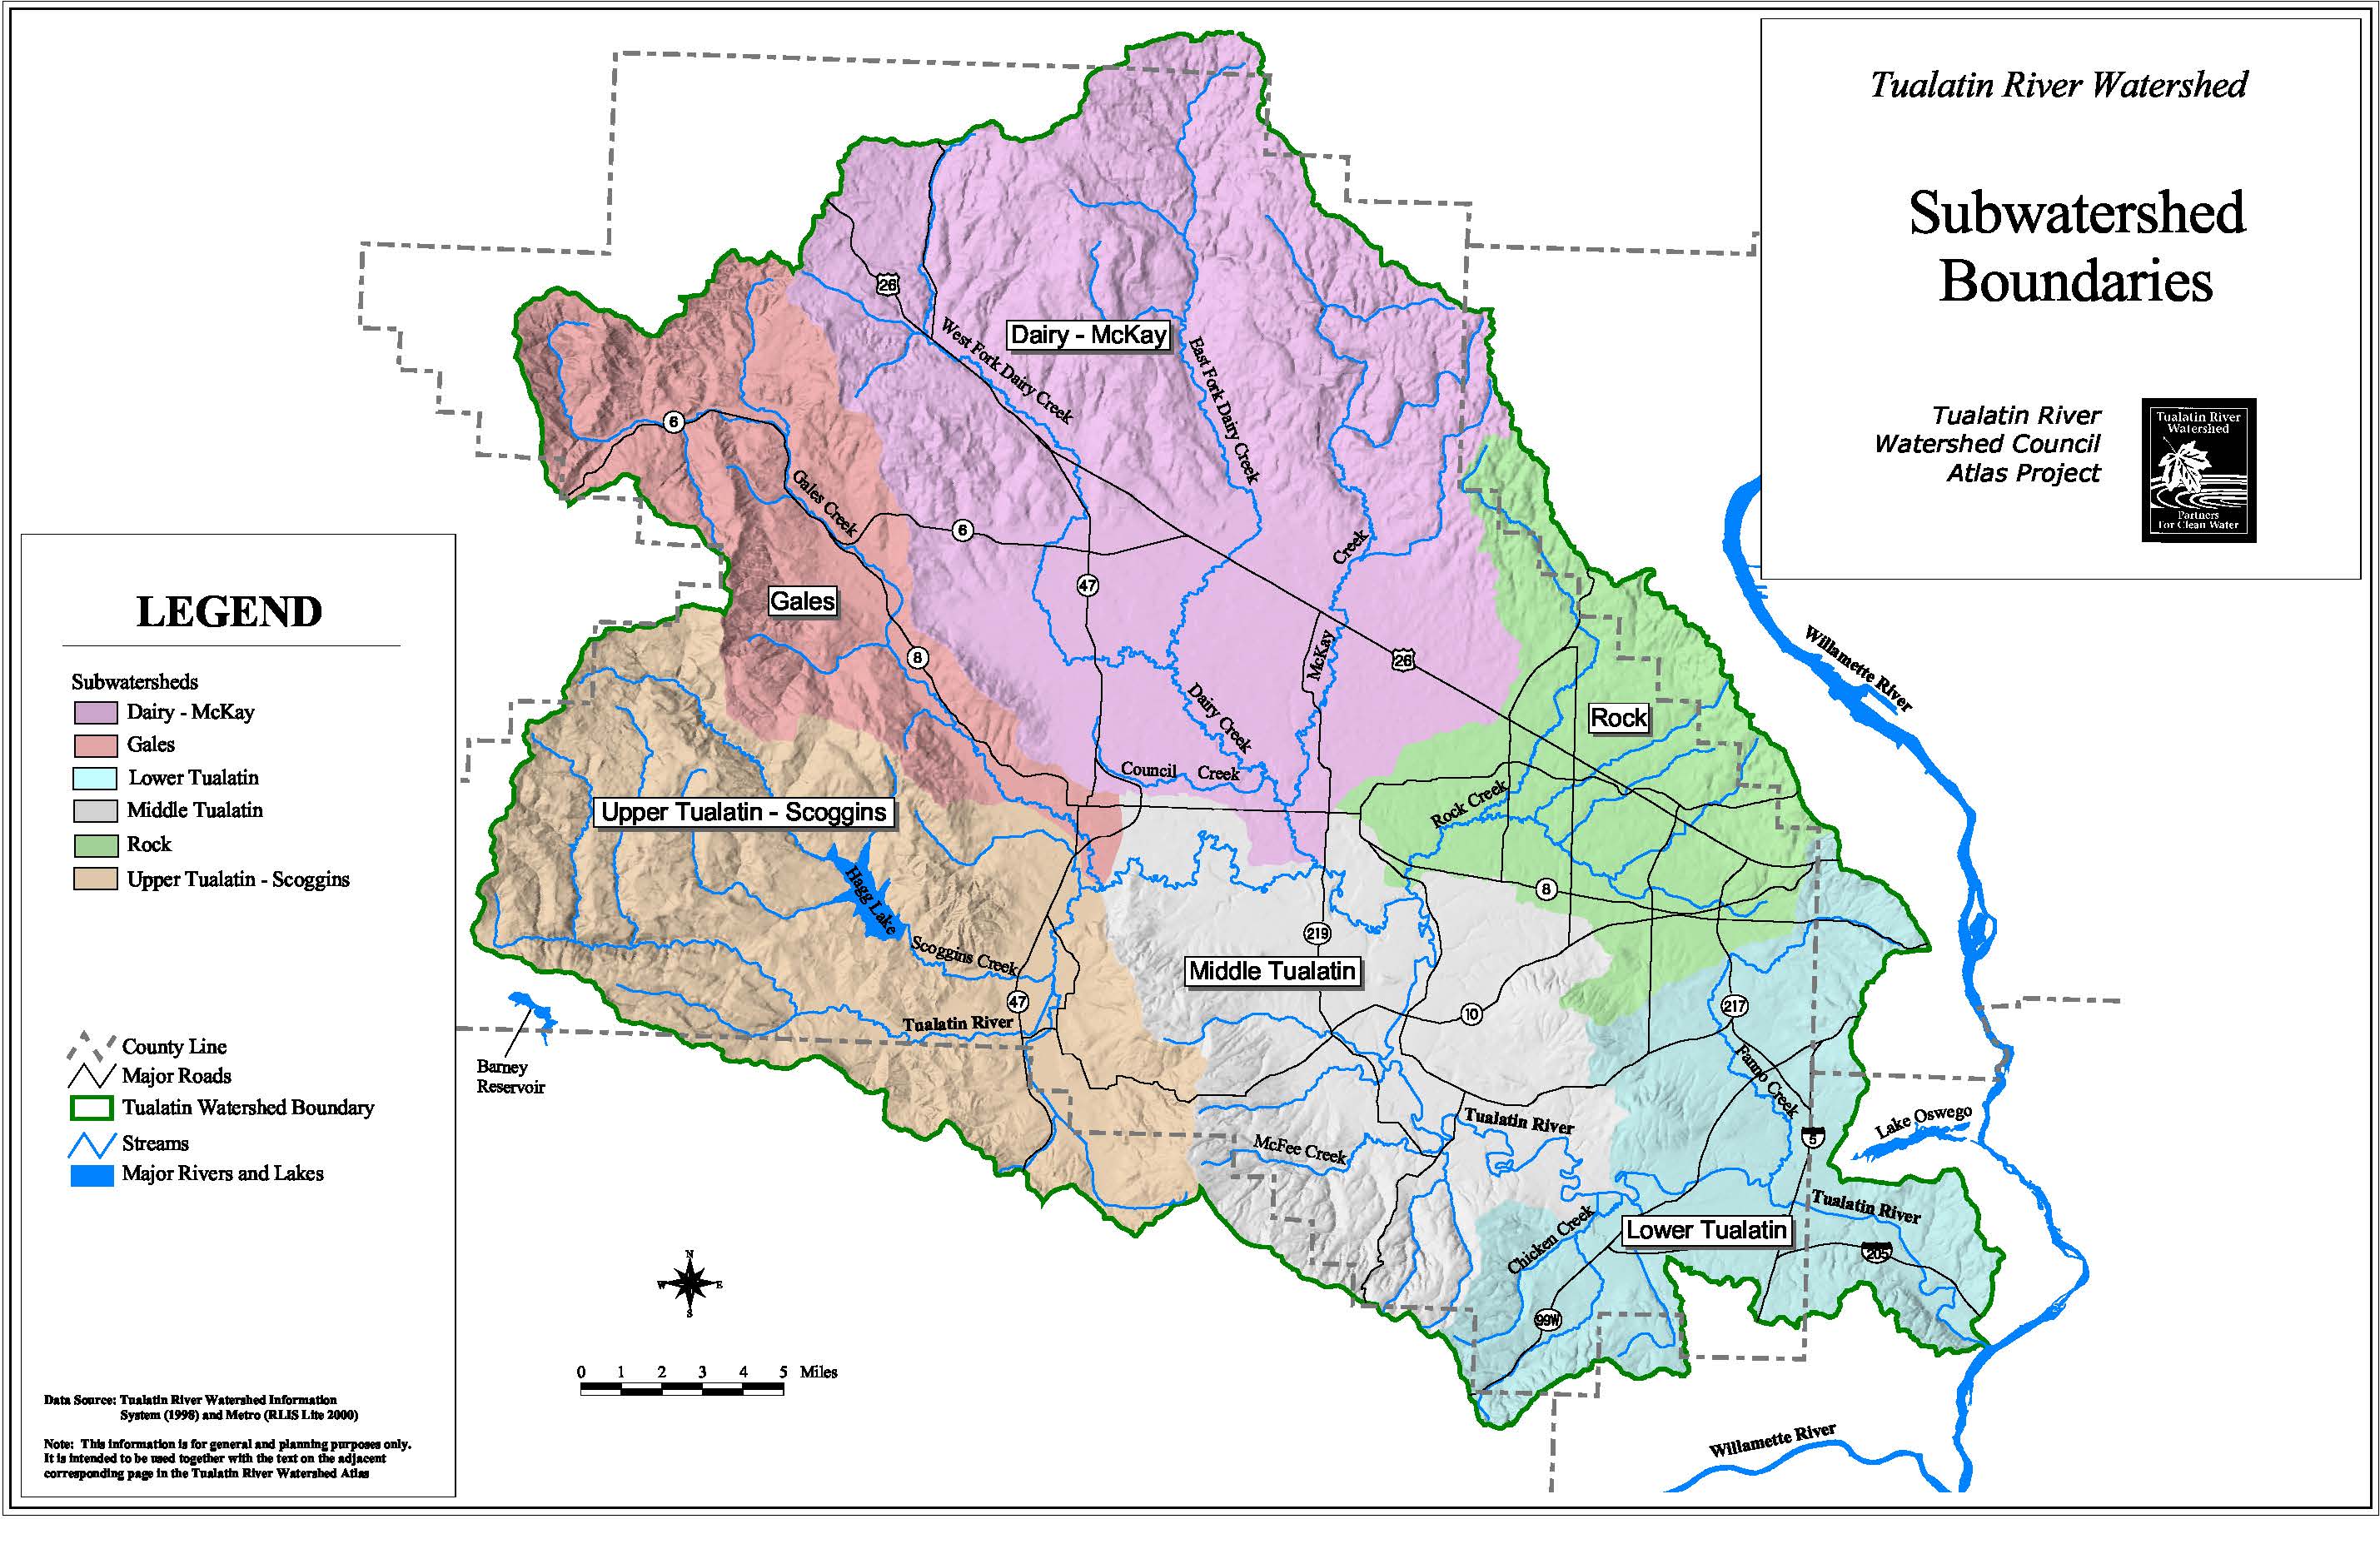 Tualatin River Watershed
Subwatershed
Boundaries
Tualatin River
Watershed Council
Atlas Project
Tualatin River
Watershed
Partners
For Clean Water
LEGEND
Subwatersheds
Dairy - McKay
Gales
Lower Tualatin
Middle Tualatin
Rock
Upper Tualatin - Scoggins
County Line
Major Roads
Tualatin Watershed Boundary
Streams
Major Rivers and Lakes
Data Source: Tualatin River Watershed Information
System (1998) and Metro (RLIS Lite 2000)
Note: This information is for general and planning purposes only.
It is intended to be used together with the text on the adjacent
corresponding page in the Tualatin River Watershed Atlas
26
Dairy - McKay
West Fork Dairy Creek
East Fork Dairy Creek
6
Gales Creek
6
Creek
47
Gales
8
McKay
26
Willamette River
Rock
Dairy Creek
Council Creek
Upper Tualatin - Scoggins
Rock Creek
Hagg Lake
8
219
Scoggins Creek
Middle Tualatin
47
10
217
Tualatin River
Barney
Reservoir
Fanno Creek
Tualatin River
5
Lake Oswego
McFee Creek
Tualatin River
Chicken Creek
Lower Tualatin
205
99W
N
W
E
S
0 1 2 3 4 5 Miles
Willamette River